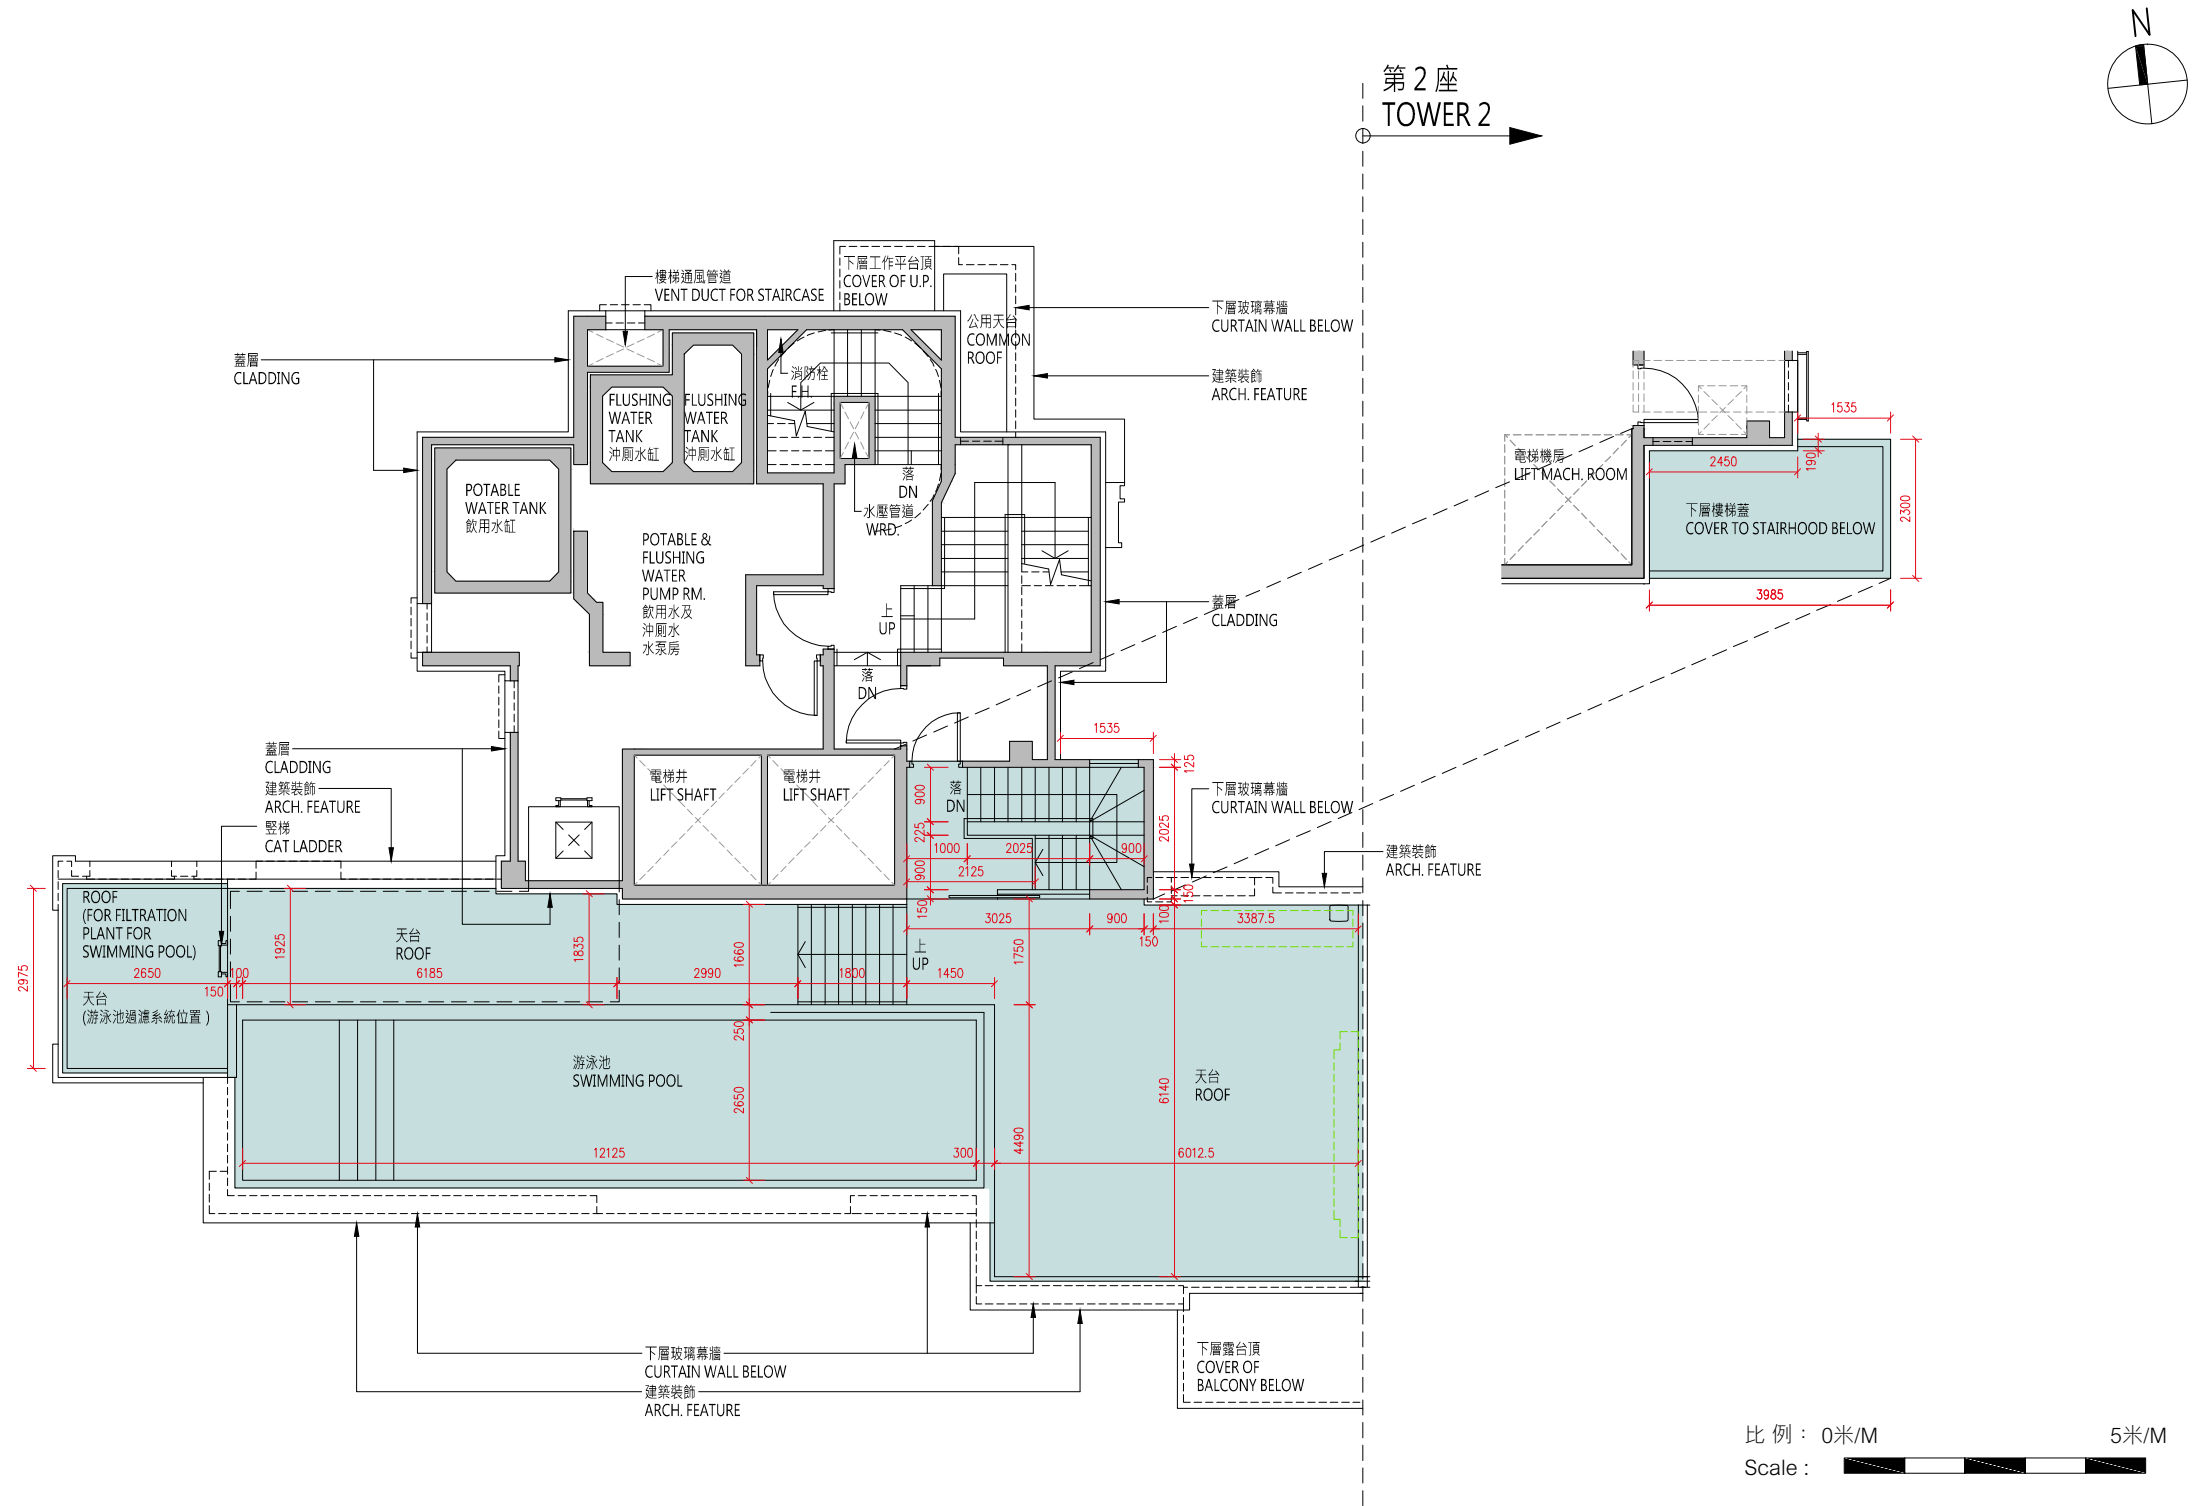 N
第 2 座
TOWER 2
下層工作平台頂
COVER OF U.P.
BELOW
樓梯通風管道
VENT DUCT FOR STAIRCASE
公用天台
COMMON
ROOF
下層玻璃幕牆
CURTAIN WALL BELOW
蓋層
CLADDING
消防栓
F.H.
建築裝飾
ARCH. FEATURE
FLUSHING
WATER
TANK
沖厠水缸
FLUSHING
WATER
TANK
沖厠水缸
POTABLE
WATER TANK
飲用水缸
落
DN
水壓管道
WRD.
POTABLE &
FLUSHING
WATER
PUMP RM.
飲用水及
沖厠水
水泵房
上
UP
落
DN
蓋層
CLADDING
1535
190
2450
2300
3985
電梯機房
LIFT MACH. ROOM
下層樓梯蓋
COVER TO STAIRHOOD BELOW
蓋層
CLADDING
建築裝飾
ARCH. FEATURE
竪梯
CAT LADDER
電梯井
LIFT SHAFT
電梯井
LIFT SHAFT
落
DN
1535
125
900
225
900
150
1000
2025
900
2125
2025
150
100
下層玻璃幕牆
CURTAIN WALL BELOW
建築裝飾
ARCH. FEATURE
ROOF
(FOR FILTRATION
PLANT FOR
SWIMMING POOL)
天台
(游泳池過濾系統位置 )
2975
2650
150
100
1925
6185
天台
ROOF
1835
2990
1660
1800
上
UP
1450
3025
900
150
3387.5
1750
250
游泳池
SWIMMING POOL
2650
12125
300
4490
6140
6012.5
天台
ROOF
下層玻璃幕牆
CURTAIN WALL BELOW
建築裝飾
ARCH. FEATURE
下層露台頂
COVER OF
BALCONY BELOW
比 例 : 0米/M 5米/M
Scale :